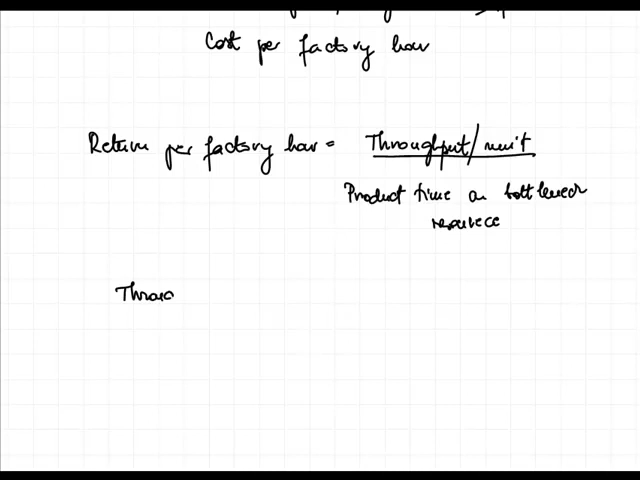 Cost per factory hour
Return per factory hour = Throughput/unit
Product time on bottleneck
resource
Throu